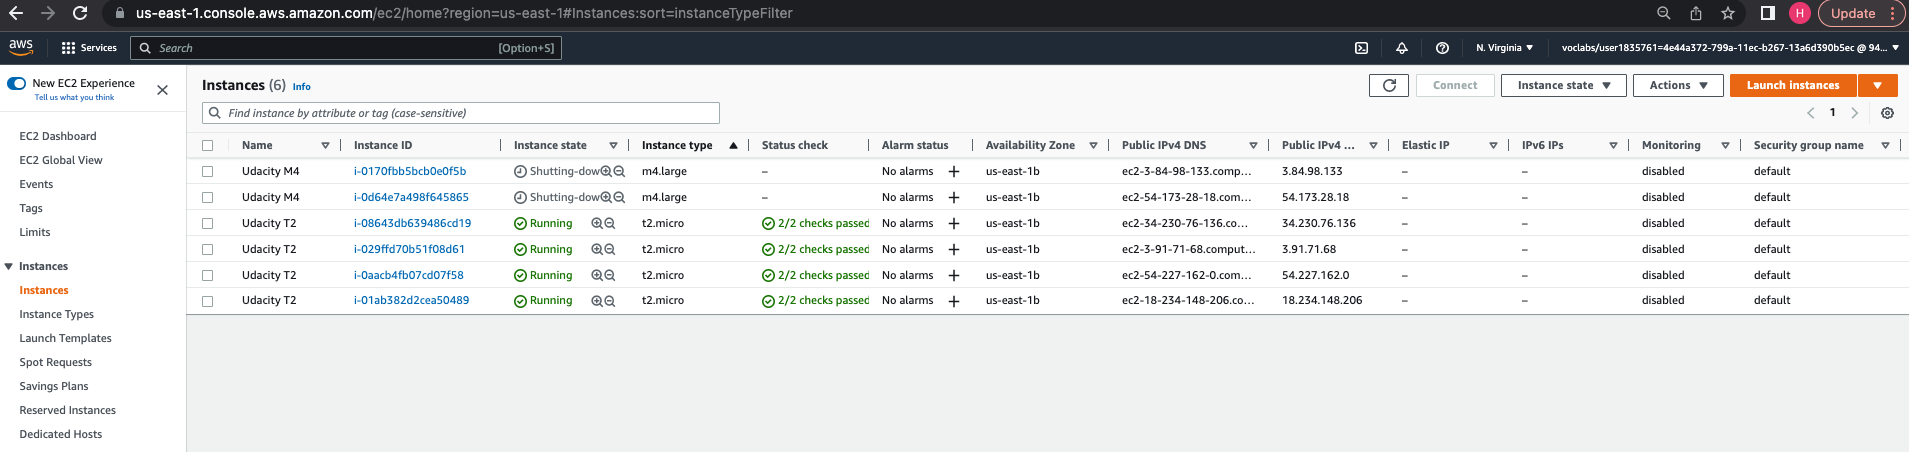 us-east-1.console.aws.amazon.com/ec2/home?region=us-east-1#Instances:sort=instanceTypeFilter
H
Update
aws
Services
Search
[Option+S]
N. Virginia
voclabs/user1835761=4e44a372-799a-11ec-b267-13a6d390b5ec @ 94...
New EC2 Experience
Tell us what you think
EC2 Dashboard
EC2 Global View
Events
Tags
Limits
Instances
Instances
Instance Types
Launch Templates
Spot Requests
Savings Plans
Reserved Instances
Dedicated Hosts
Instances (6) Info
Connect
Instance state
Actions
Launch instances
Find instance by attribute or tag (case-sensitive)
1
Name Instance ID Instance state Instance type Status check Alarm status Availability Zone Public IPv4 DNS Public IPv4 ... Elastic IP IPv6 IPs Monitoring Security group name
Udacity M4 i-0170fbb5bcb0e0f5b Shutting-dow m4.large – No alarms + us-east-1b ec2-3-84-98-133.comp... 3.84.98.133 – – disabled default
Udacity M4 i-0d64e7a498f645865 Shutting-dow m4.large – No alarms + us-east-1b ec2-54-173-28-18.com... 54.173.28.18 – – disabled default
Udacity T2 i-08643db639486cd19 Running t2.micro 2/2 checks passed No alarms + us-east-1b ec2-34-230-76-136.co... 34.230.76.136 – – disabled default
Udacity T2 i-029ffd70b51f08d61 Running t2.micro 2/2 checks passed No alarms + us-east-1b ec2-3-91-71-68.comput... 3.91.71.68 – – disabled default
Udacity T2 i-0aacb4fb07cd07f58 Running t2.micro 2/2 checks passed No alarms + us-east-1b ec2-54-227-162-0.com... 54.227.162.0 – – disabled default
Udacity T2 i-01ab382d2cea50489 Running t2.micro 2/2 checks passed No alarms + us-east-1b ec2-18-234-148-206.co... 18.234.148.206 – – disabled default